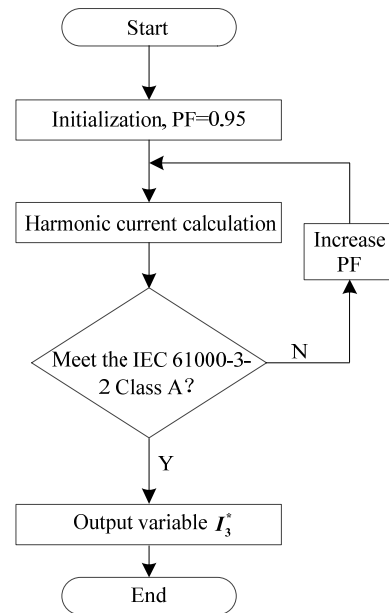 Start
Initialization, PF=0.95
Harmonic current calculation
Increase
PF
Meet the IEC 61000-3-
2 Class A?
N
Y
Output variable I₃*
End